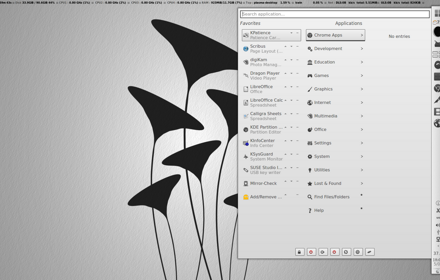 Search applications...
Favorites
Applications
KPatience
Patience Car...
Scribus
Page Layout
digiKam
Photo Manag...
Dragon Player
Video Player
LibreOffice
Office
LibreOffice Calc
Spreadsheet
Calligra Sheets
Spreadsheet
KDE Partition ...
Partition Editor
KInfoCenter
Info Center
KSysGuard
System Monitor
SUSE Studio I...
USB key writer
Mirror-Check
Add/Remove ...
Chrome Apps
Development
Education
Games
Graphics
Internet
Multimedia
Office
Settings
System
Utilities
Lost & Found
Find Files/Folders
Help
No entries